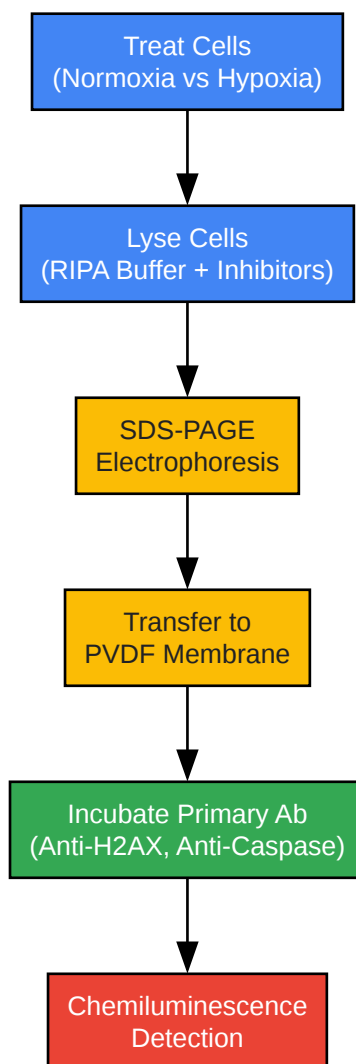 Treat Cells
(Normoxia vs Hypoxia)
Lyse Cells
(RIPA Buffer + Inhibitors)
SDS-PAGE
Electrophoresis
Transfer to
PVDF Membrane
Incubate Primary Ab
(Anti-H2AX, Anti-Caspase)
Chemiluminescence
Detection